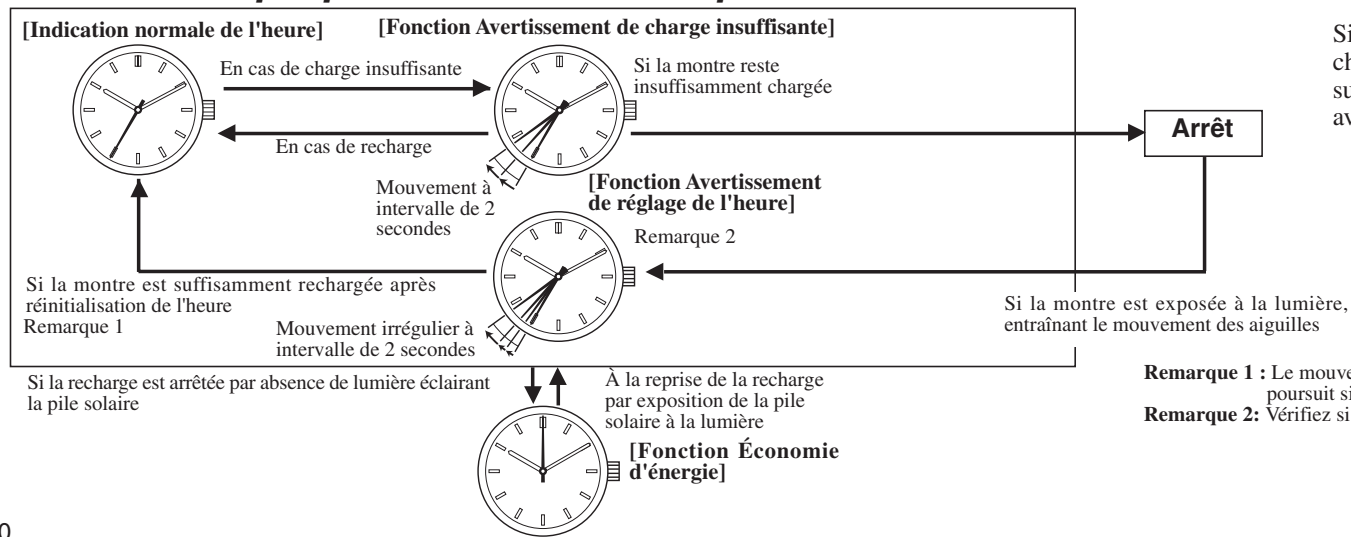 [Indication normale de l'heure]
[Fonction Avertissement de charge insuffisante]
En cas de charge insuffisante
Si la montre reste
insuffisamment chargée
En cas de recharge
Arrêt
Mouvement à
intervalle de 2
secondes
[Fonction Avertissement
de réglage de l'heure]
Remarque 2
Si la montre est suffisamment rechargée après
réinitialisation de l'heure
Remarque 1
Mouvement irrégulier à
intervalle de 2 secondes
Si la montre est exposée à la lumière,
entraînant le mouvement des aiguilles
Si la recharge est arrêtée par absence de lumière éclairant
la pile solaire
À la reprise de la recharge
par exposition de la pile
solaire à la lumière
[Fonction Économie
d'énergie]
Si
Remarque 1 : Le
poursuit
Remarque 2: Vérifiez si
0